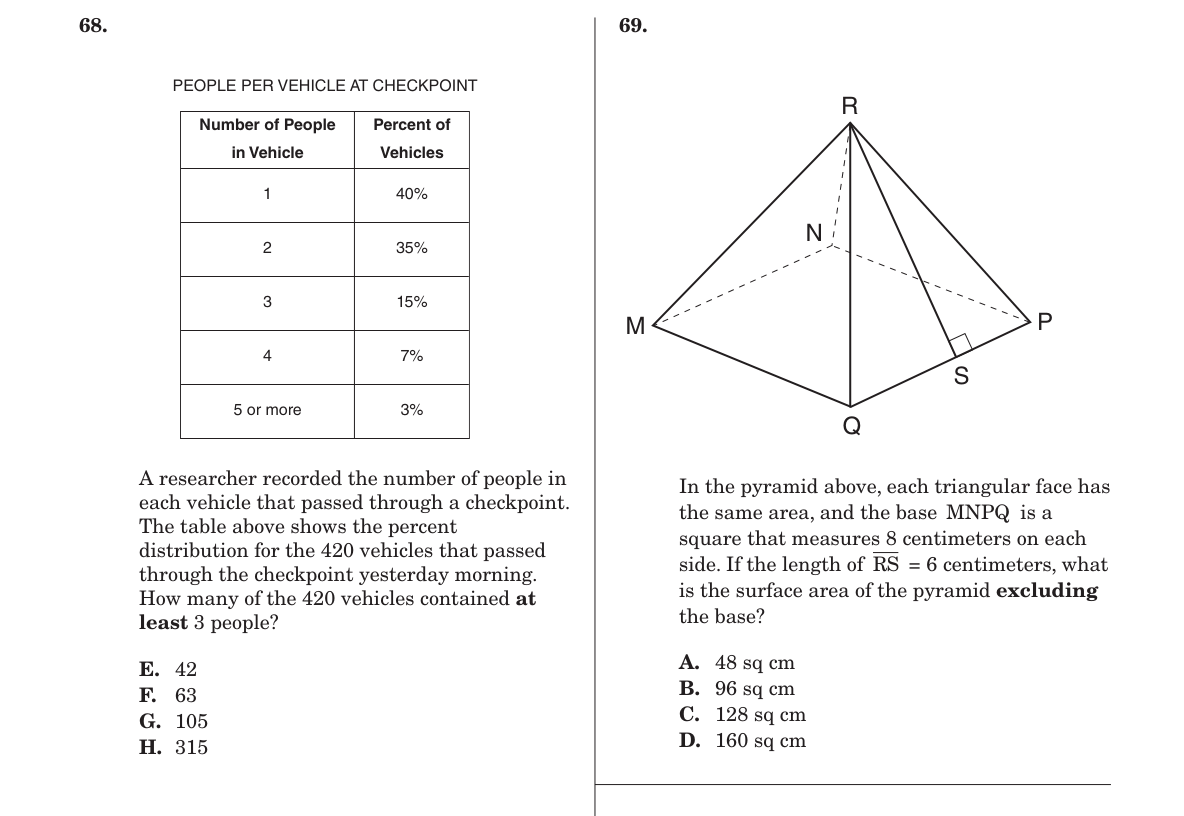 68.
PEOPLE PER VEHICLE AT CHECKPOINT
Number of People
in Vehicle
Percent of
Vehicles
1 40%
2 35%
3 15%
4 7%
5 or more 3%
A researcher recorded the number of people in
each vehicle that passed through a checkpoint.
The table above shows the percent
distribution for the 420 vehicles that passed
through the checkpoint yesterday morning.
How many of the 420 vehicles contained at
least 3 people?
E. 42
F. 63
G. 105
H. 315
69.
R
N
M
P
S
Q
In the pyramid above, each triangular face has
the same area, and the base MNPQ is a
square that measures 8 centimeters on each
side. If the length of R̅S̅ = 6 centimeters, what
is the surface area of the pyramid excluding
the base?
A. 48 sq cm
B. 96 sq cm
C. 128 sq cm
D. 160 sq cm